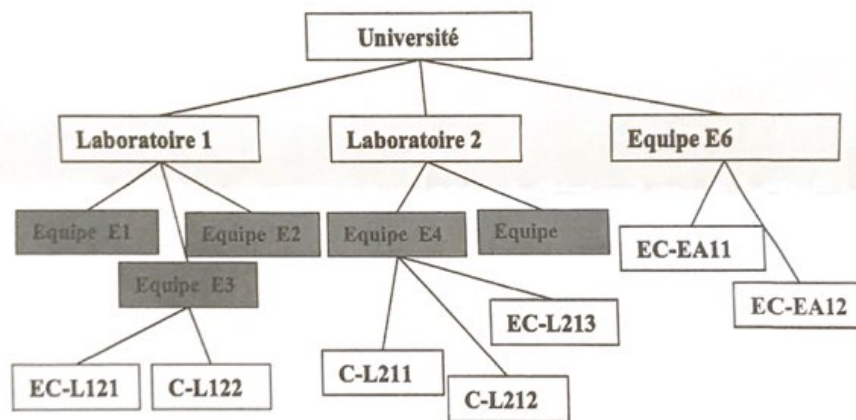 Université
Laboratoire 1
Laboratoire 2
Equipe E6
Equipe E1
Equipe E2
Equipe E4
Equipe
EC-EA11
Equipe E3
EC-EA12
EC-L213
EC-L121
C-L122
C-L211
C-L212